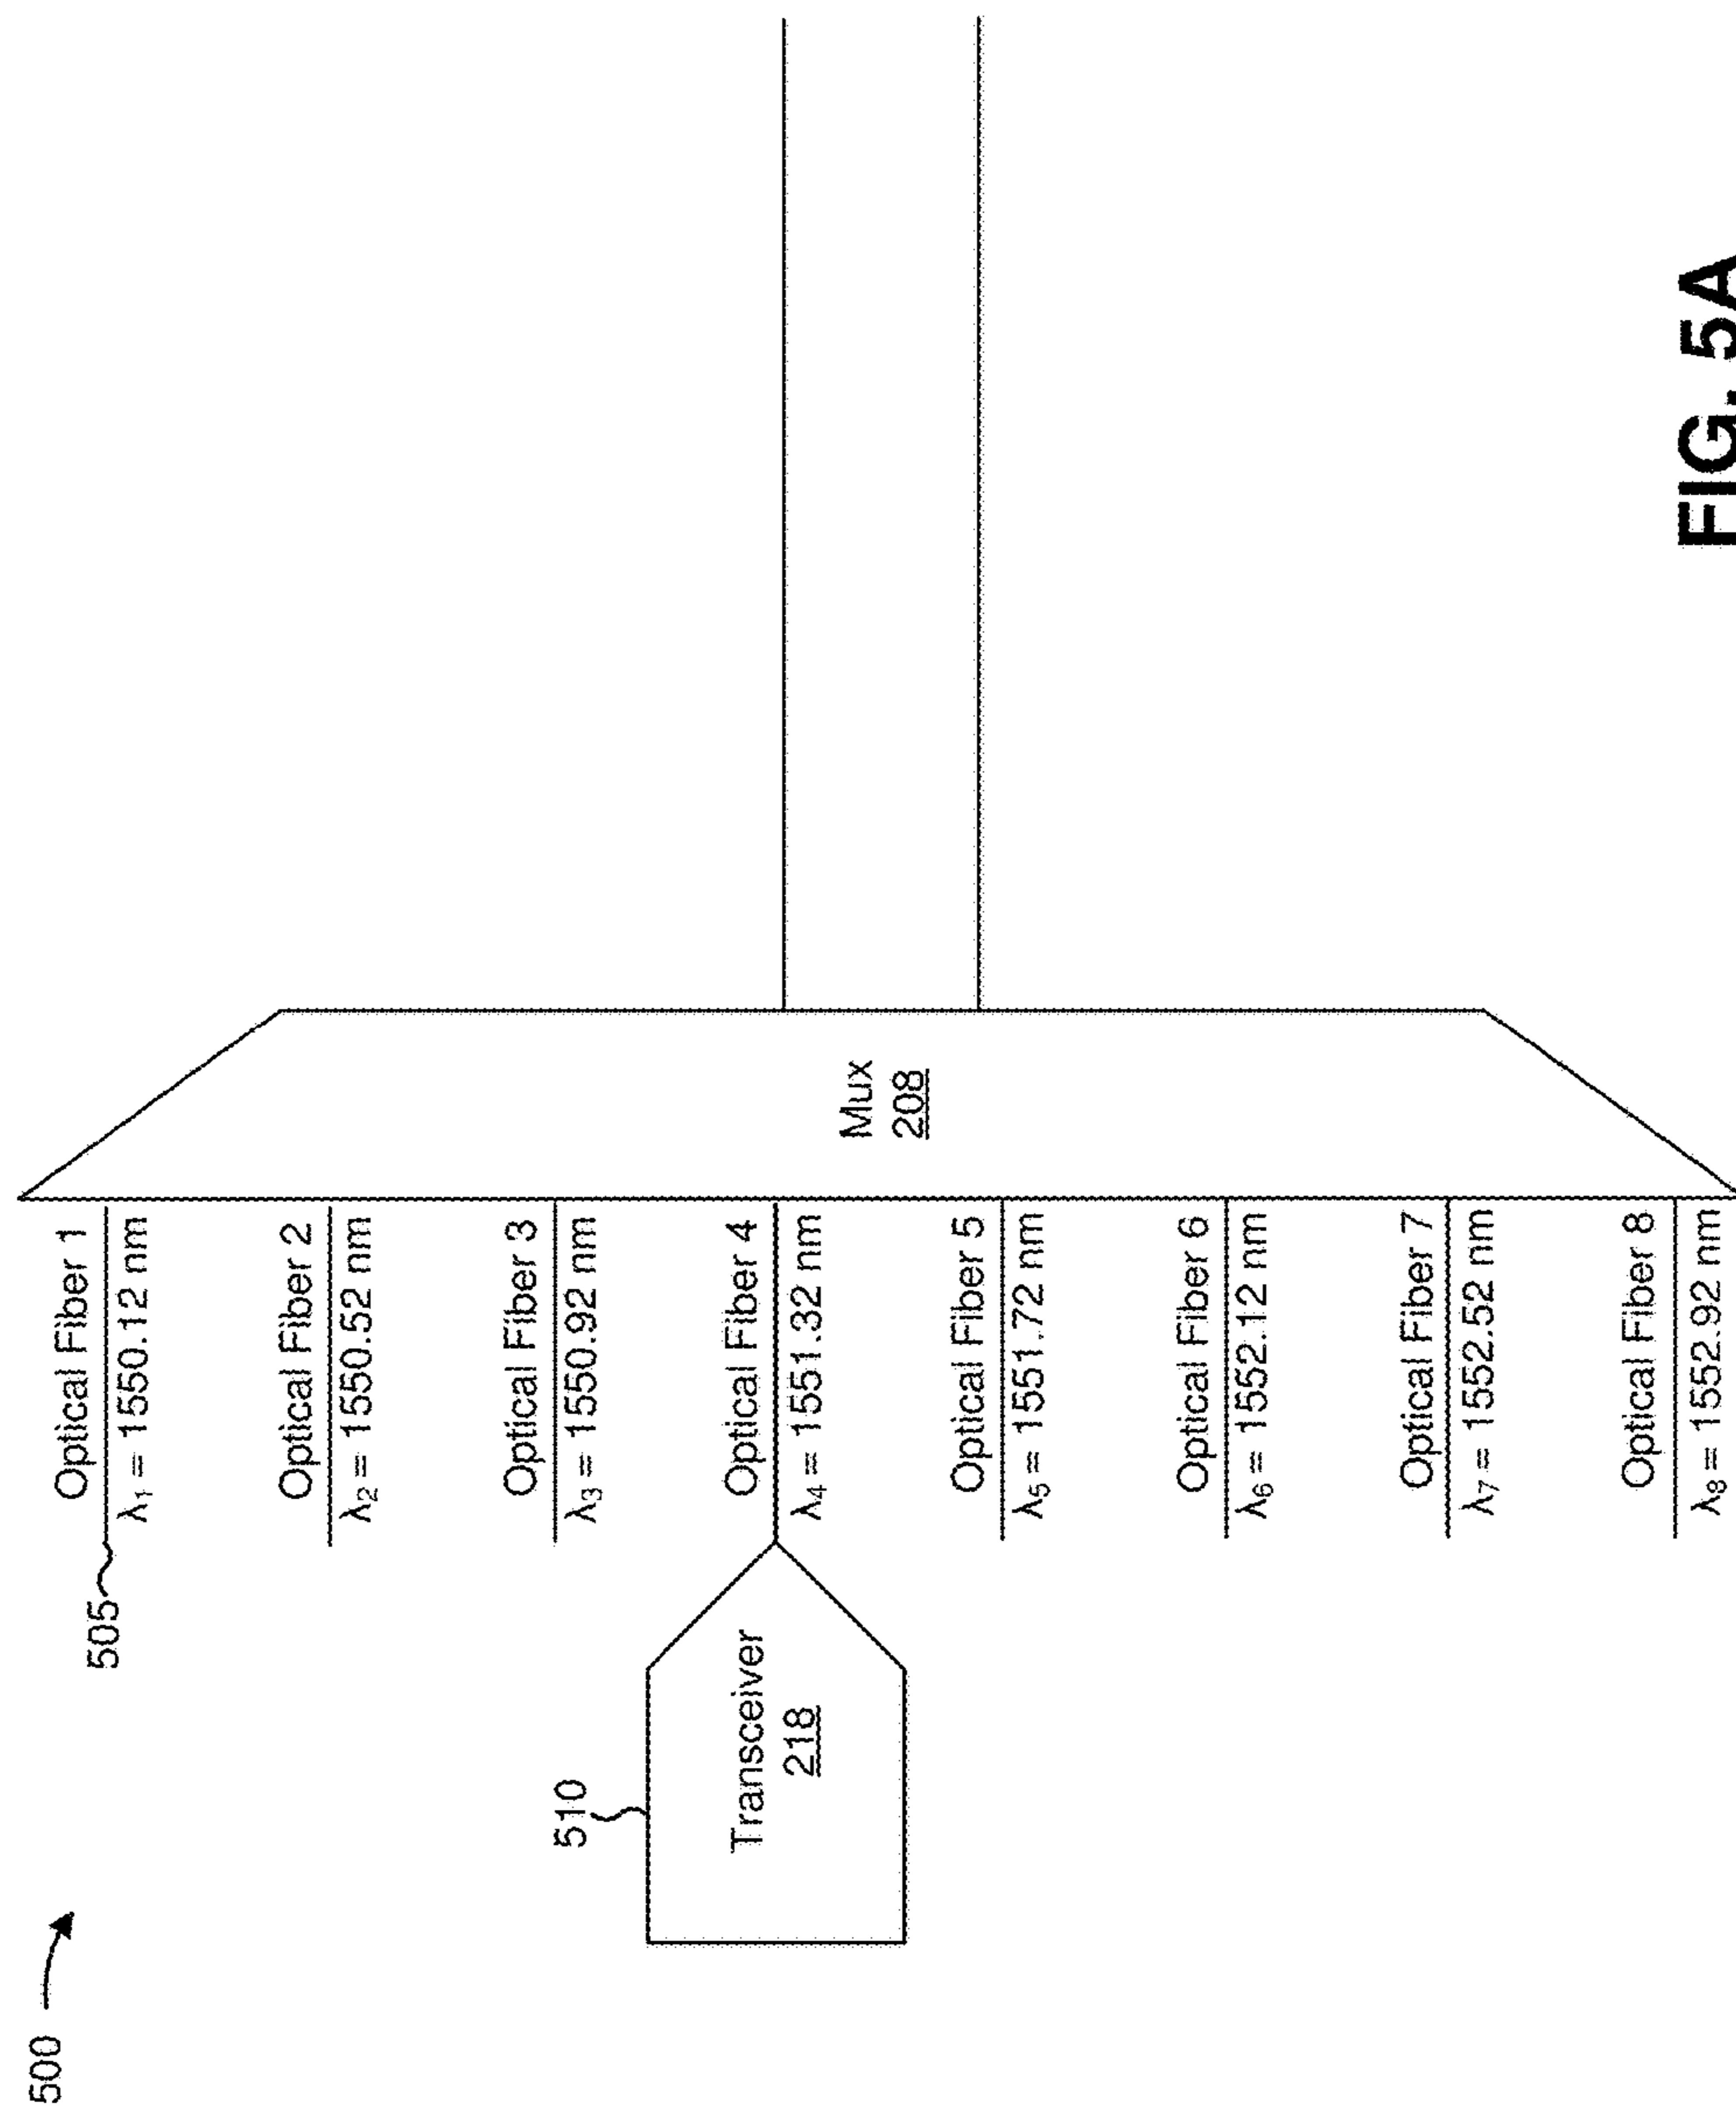 500
505
Optical Fiber 1
λ₁ = 1550.12 nm
Optical Fiber 2
λ₂ = 1550.52 nm
Optical Fiber 3
λ₃ = 1550.92 nm
510
Transceiver
218
Optical Fiber 4
λ₄ = 1551.32 nm
Mux
208
Optical Fiber 5
λ₅ = 1551.72 nm
Optical Fiber 6
λ₆ = 1552.12 nm
Optical Fiber 7
λ₇ = 1552.52 nm
Optical Fiber 8
λ₈ = 1552.92 nm
FIG. 5A